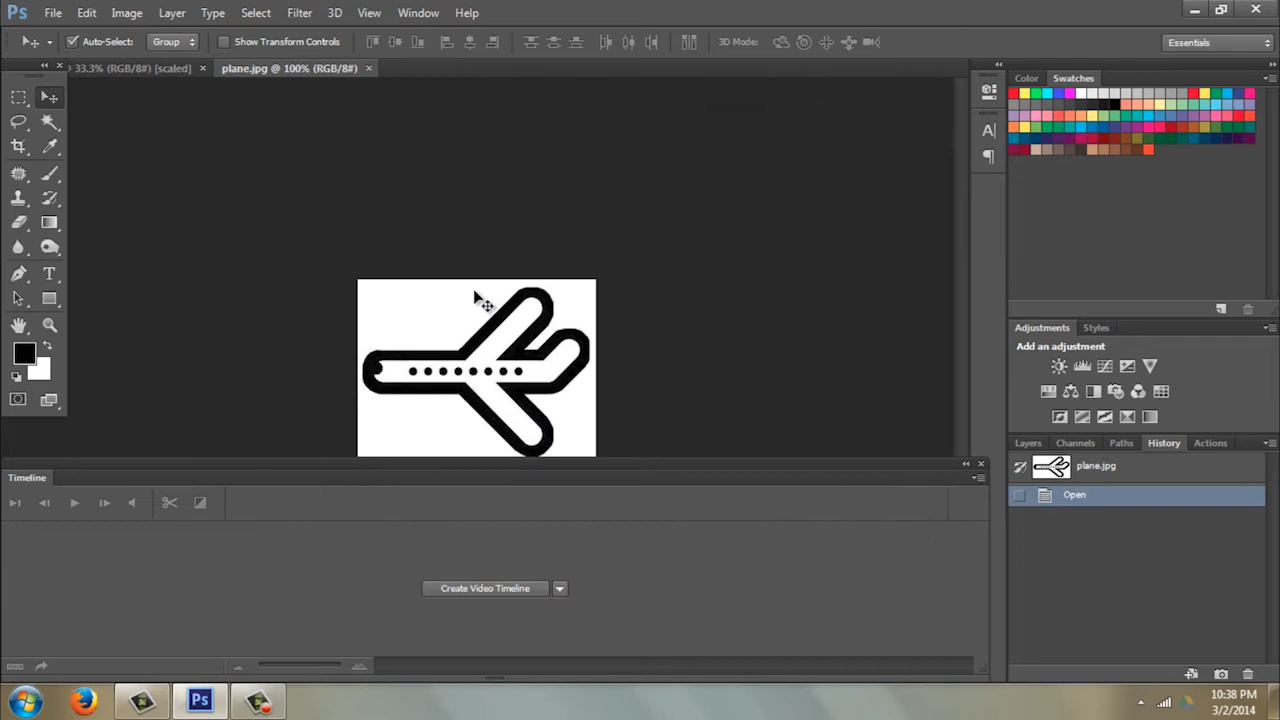 Ps File Edit Image Layer Type Select Filter 3D View Window Help
Auto-Select: Group Show Transform Controls 3D Mode: Essentials
33.3% (RGB/8#) [scaled] × plane.jpg @ 100% (RGB/8#) ×
Color Swatches
Adjustments Styles
Add an adjustment
Layers Channels Paths History Actions
plane.jpg
Open
Timeline
Create Video Timeline
Ps
10:38 PM
3/2/2014